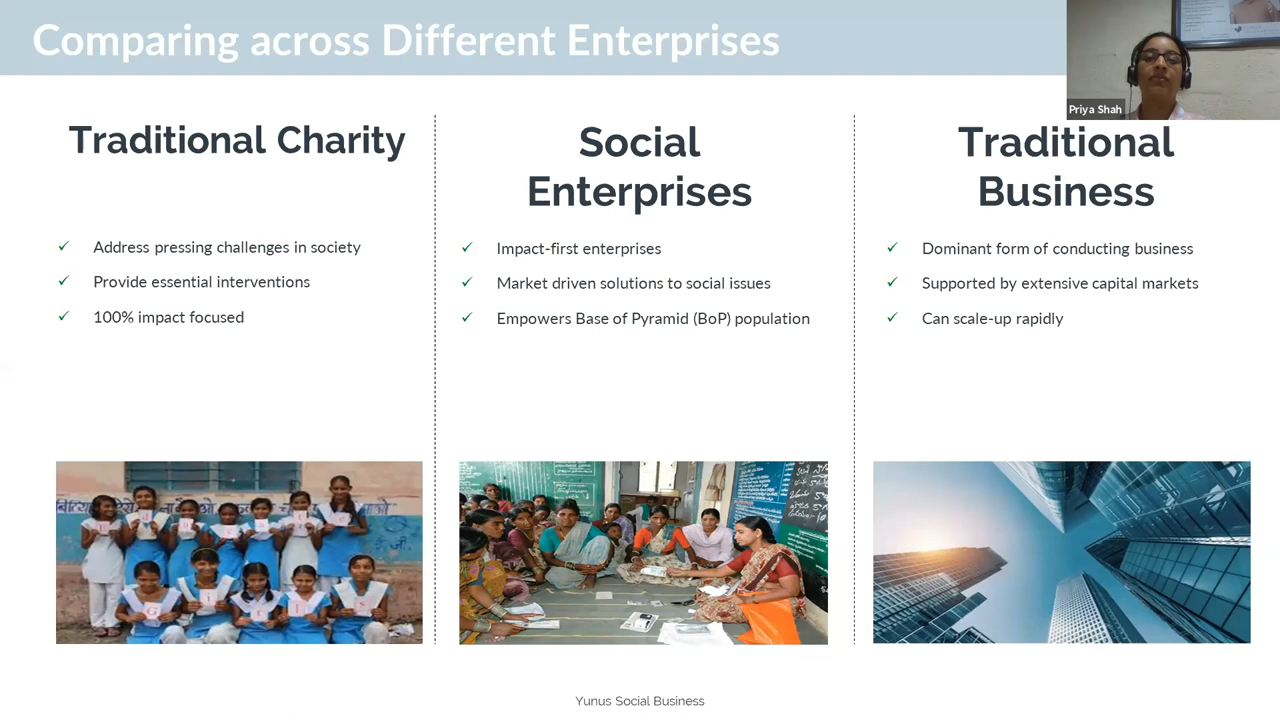 Comparing across Different Enterprises
Priya Shah
Traditional Charity
Address pressing challenges in society
Provide essential interventions
100% impact focused
Social
Enterprises
Impact-first enterprises
Market driven solutions to social issues
Empowers Base of Pyramid (BoP) population
Traditional
Business
Dominant form of conducting business
Supported by extensive capital markets
Can scale-up rapidly
Girls
Yunus Social Business